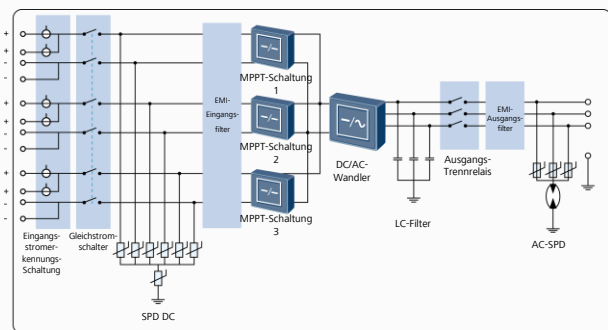 +
+
-
-
+
+
-
-
+
+
-
-
Eingangs-
stromer-
kennungs-
Schaltung
Gleichstrom-
schalter
SPD DC
EMI-
Eingangs-
filter
MPPT-Schaltung
1
MPPT-Schaltung
2
MPPT-Schaltung
3
DC/AC-
Wandler
LC-Filter
Ausgangs-
Trennrelais
EMI-
Ausgangs-
filter
AC-SPD